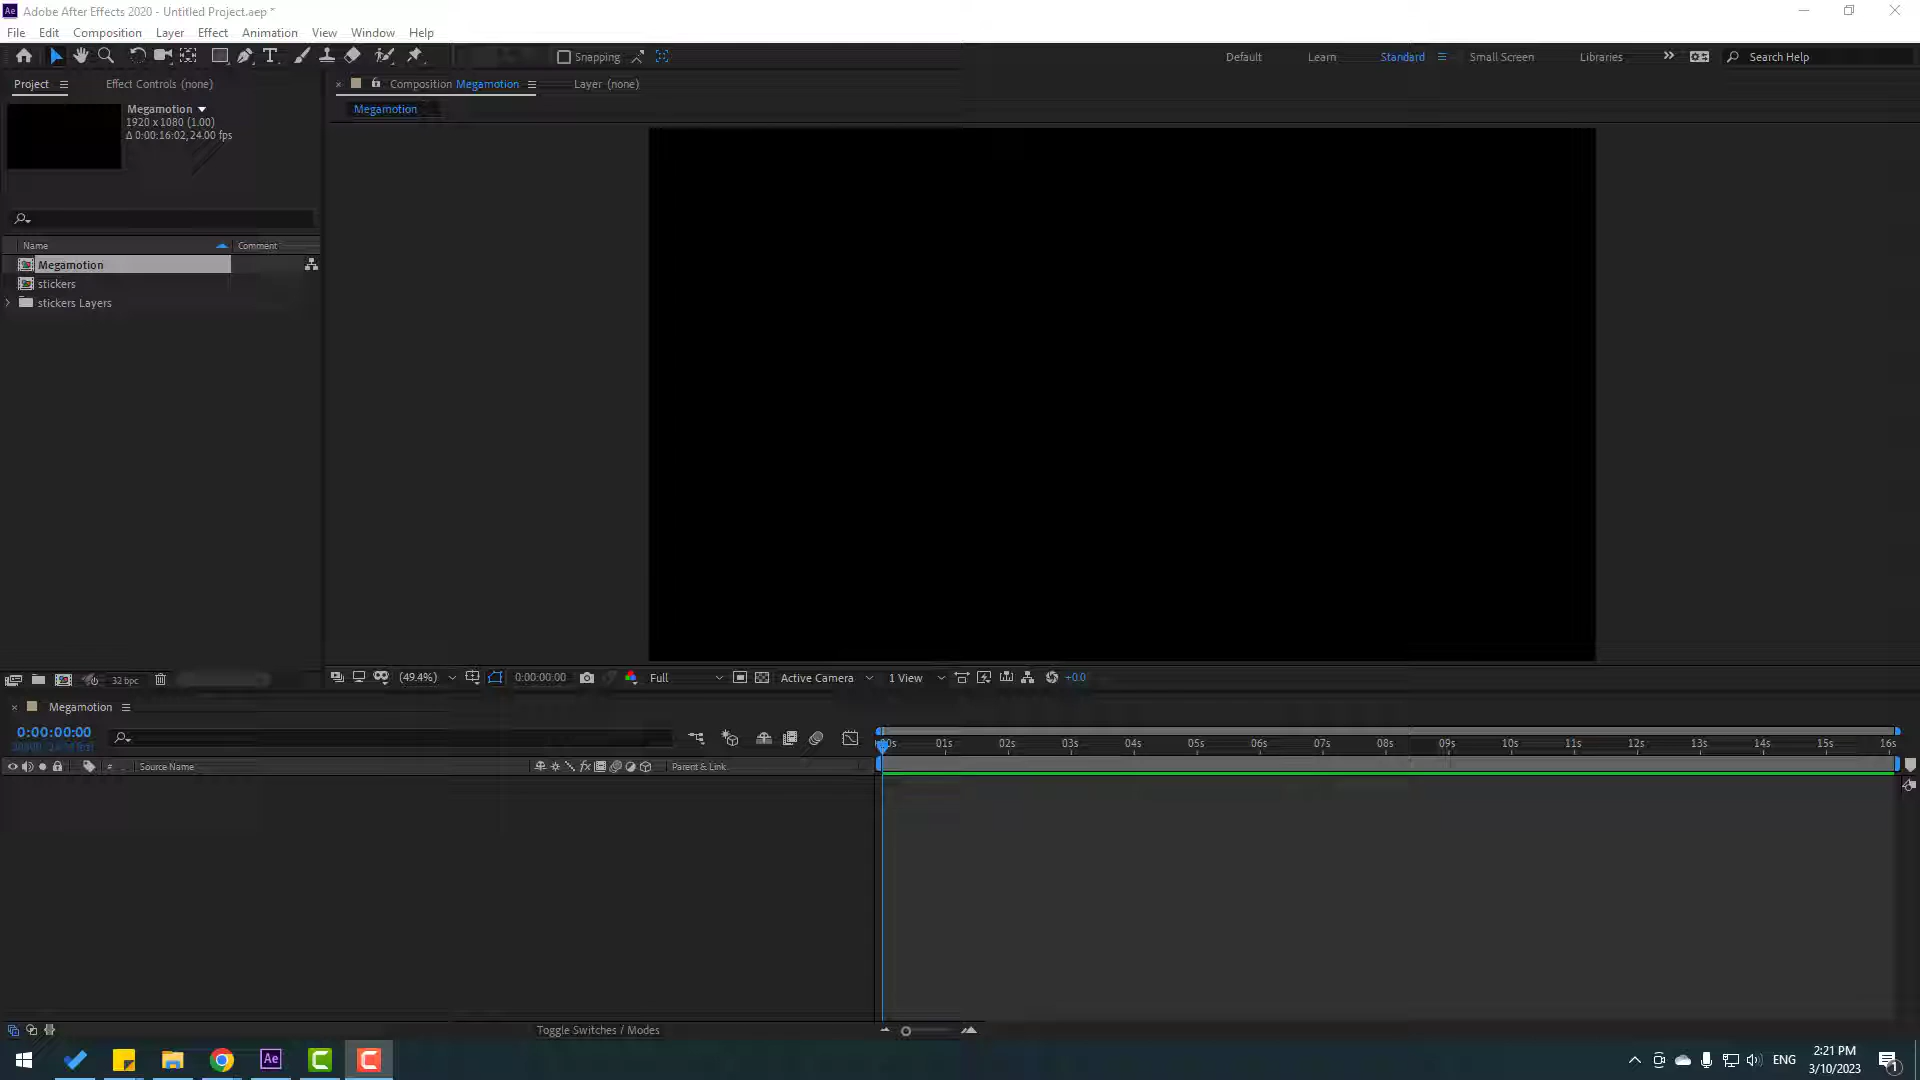 Adobe After Effects 2020 - Untitled Project.aep *
File Edit Composition Layer Effect Animation View Window Help
Snapping Default Learn Standard Small Screen Libraries Search Help
Project Effect Controls (none) Composition Megamotion Layer (none)
Megamotion
Megamotion
1920 x 1080 (1.00)
Δ 0:00:16:02, 24.00 fps
Name Comment
Megamotion
stickers
stickers Layers
32 bpc (49.4%) 0:00:00:00 Full Active Camera 1 View +0.0
Megamotion
0:00:00:00
00s 01s 02s 03s 04s 05s 06s 07s 08s 09s 10s 11s 12s 13s 14s 15s 16s
# Source Name fx Parent & Link
Toggle Switches / Modes
Ae ENG 2:21 PM
3/10/2023 1